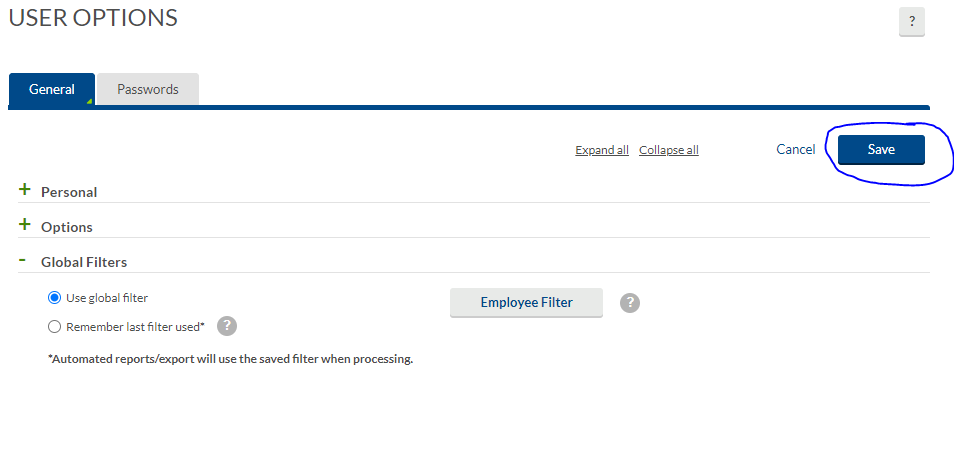 USER OPTIONS
?
General Passwords
Expand all Collapse all Cancel Save
+ Personal
+ Options
- Global Filters
Use global filter Employee Filter ?
Remember last filter used* ?
*Automated reports/export will use the saved filter when processing.